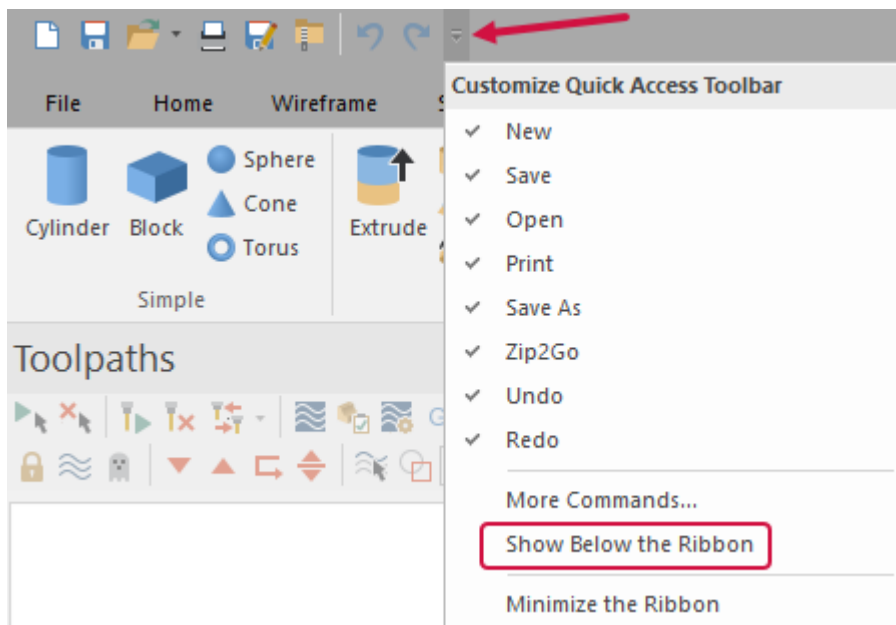 File Home Wireframe
Customize Quick Access Toolbar
New
Save
Open
Print
Save As
Zip2Go
Undo
Redo
More Commands...
Show Below the Ribbon
Minimize the Ribbon
Cylinder Block Sphere
Cone
Torus
Extrude
Simple
Toolpaths